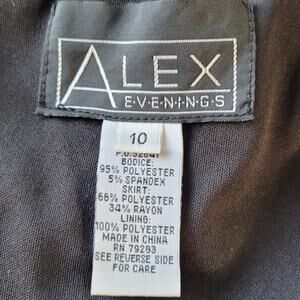 ALEX
E·V·E·N·I·N·G·S
10
P.O.32841
BODICE:
95% POLYESTER
5% SPANDEX
SKIRT:
66% POLYESTER
34% RAYON
LINING:
100% POLYESTER
MADE IN CHINA
RN 79263
SEE REVERSE SIDE
FOR CARE